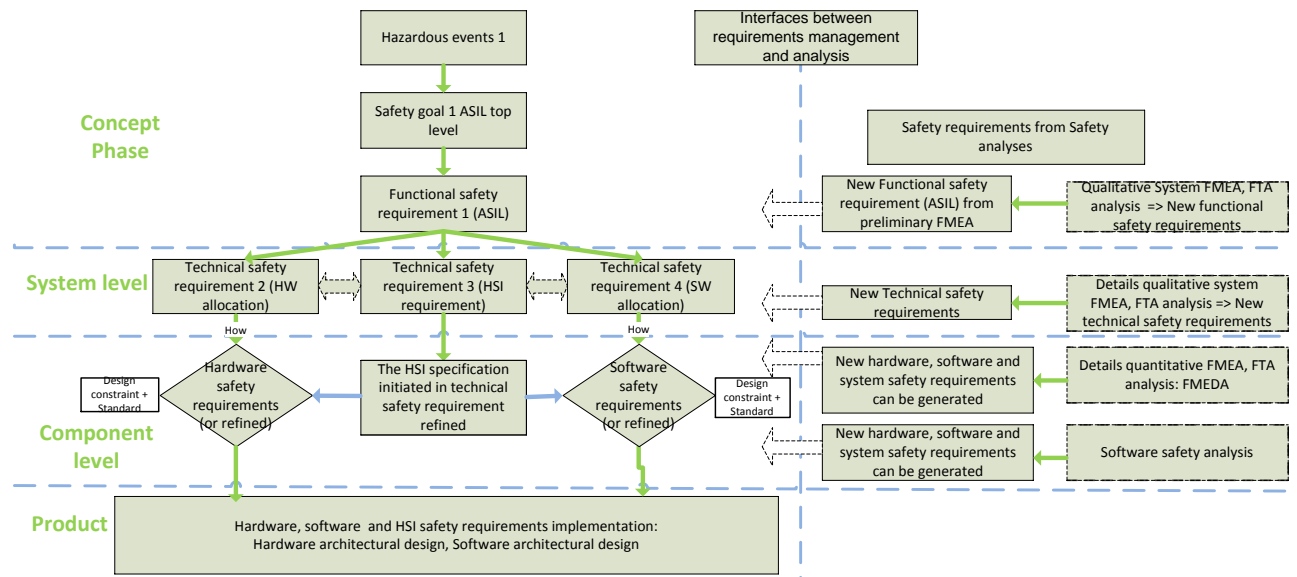 Hazardous events 1
Interfaces between
requirements management
and analysis
Safety goal 1 ASIL top
level
Concept
Phase
Safety requirements from Safety
analyses
Functional safety
requirement 1 (ASIL)
New Functional safety
requirement (ASIL) from
preliminary FMEA
Qualitative System FMEA, FTA
analysis => New functional
safety requirements
System level
Technical safety
requirement 2 (HW
allocation)
Technical safety
requirement 3 (HSI
requirement)
Technical safety
requirement 4 (SW
allocation)
New Technical safety
requirements
Details qualitative system
FMEA, FTA analysis => New
technical safety requirements
How
How
Design
constraint +
Standard
Hardware
safety
requirements
(or refined)
The HSI specification
initiated in technical
safety requirement
refined
Software
safety
requirements
(or refined)
Design
constraint +
Standard
New hardware, software and
system safety requirements
can be generated
Details quantitative FMEA, FTA
analysis: FMEDA
Component
level
New hardware, software and
system safety requirements
can be generated
Software safety analysis
Product
Hardware, software  and HSI safety requirements implementation:
Hardware architectural design, Software architectural design